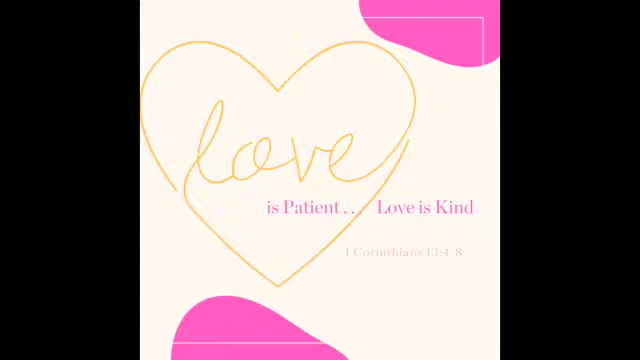 love
is Patient . . . Love is Kind
1 Corinthians 13:4-8